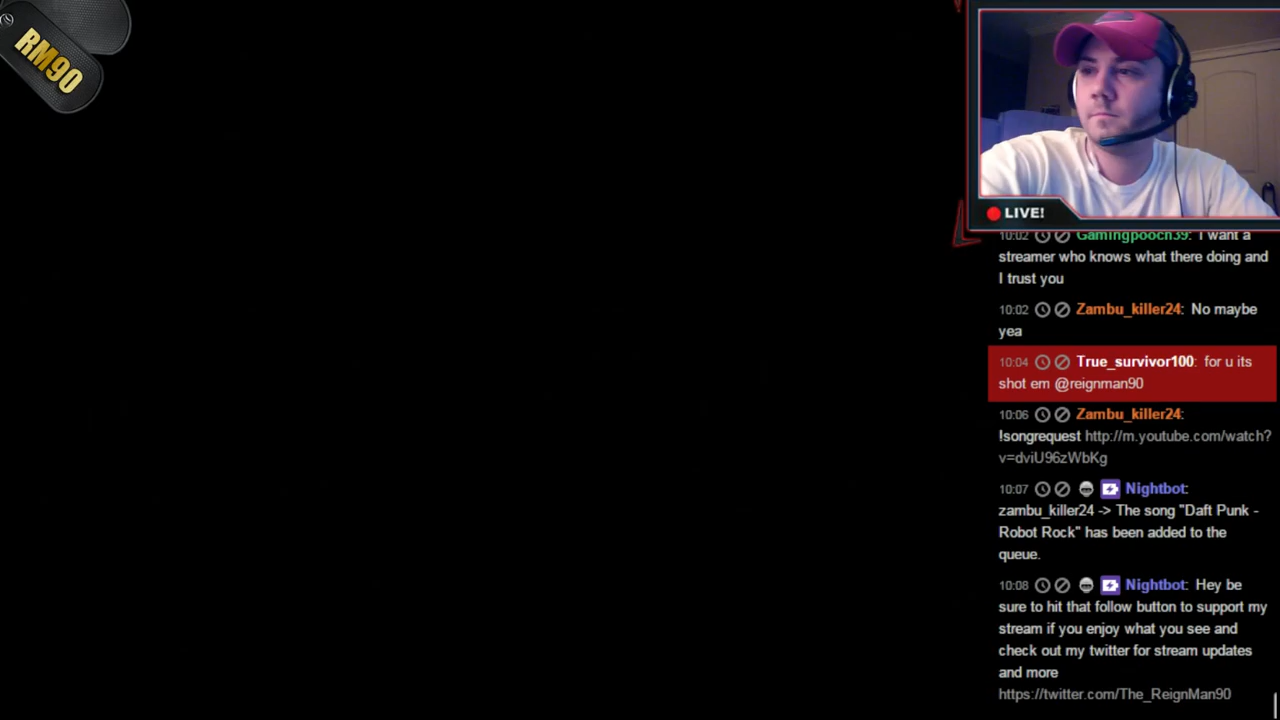 RM90
LIVE!
10:02 Gamingpooch39: I want a
streamer who knows what there doing and
I trust you
10:02 Zambu_killer24: No maybe
yea
10:04 True_survivor100: for u its
shot em @reignman90
10:06 Zambu_killer24:
!songrequest http://m.youtube.com/watch?
v=dviU96zWbKg
10:07 Nightbot:
zambu_killer24 -> The song "Daft Punk -
Robot Rock" has been added to the
queue.
10:08 Nightbot: Hey be
sure to hit that follow button to support my
stream if you enjoy what you see and
check out my twitter for stream updates
and more
https://twitter.com/The_ReignMan90